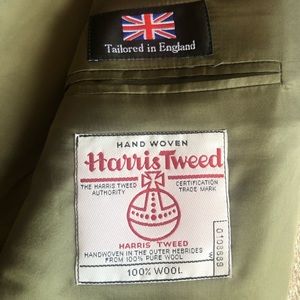 Tailored in England
HAND WOVEN
Harris Tweed
THE HARRIS TWEED CERTIFICATION
AUTHORITY TRADE MARK
HARRIS TWEED
HANDWOVEN IN THE OUTER HEBRIDES
FROM 100% PURE WOOL
100% WOOL